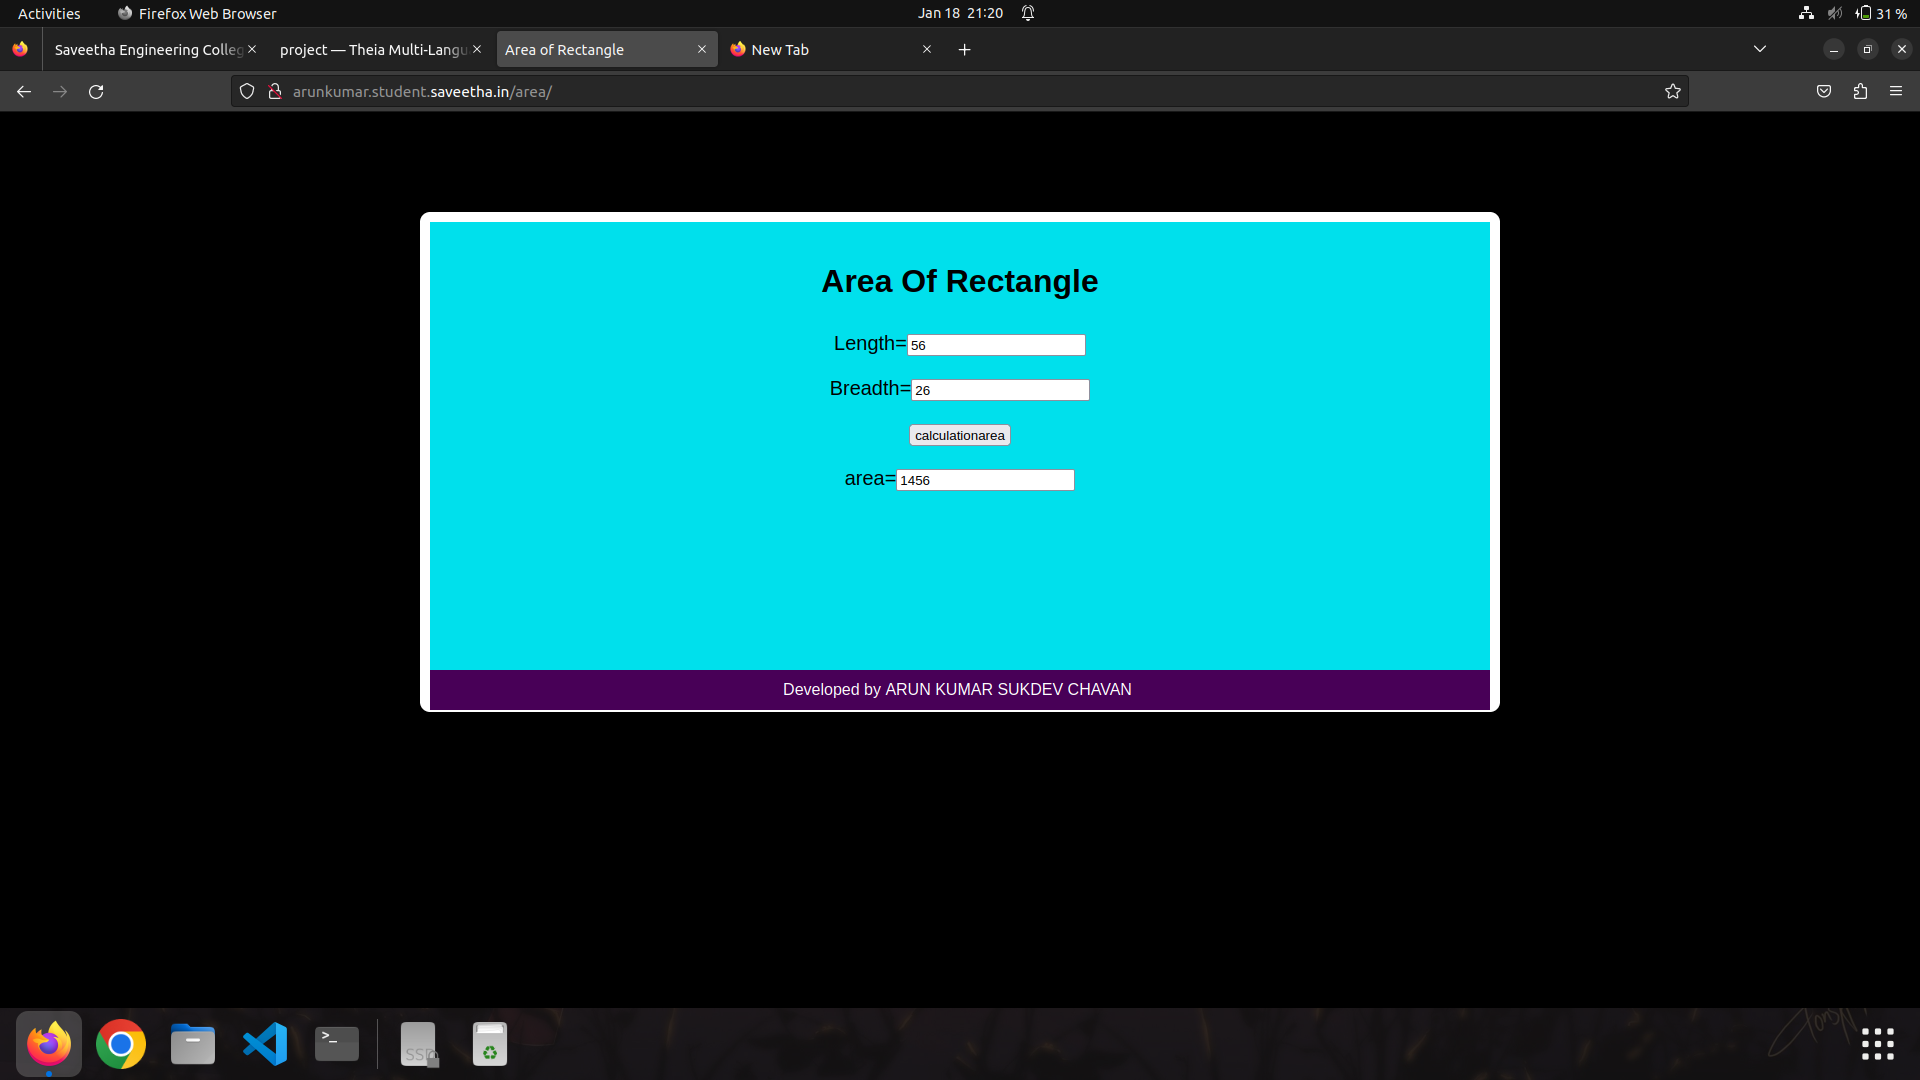 Activities
Firefox Web Browser
Jan 18 21:20
31 %
Saveetha Engineering Colleg
project — Theia Multi-Langu
Area of Rectangle
New Tab
arunkumar.student.saveetha.in/area/
Area Of Rectangle
Length=56
Breadth=26
calculationarea
area=1456
Developed by ARUN KUMAR SUKDEV CHAVAN
>_
SSD